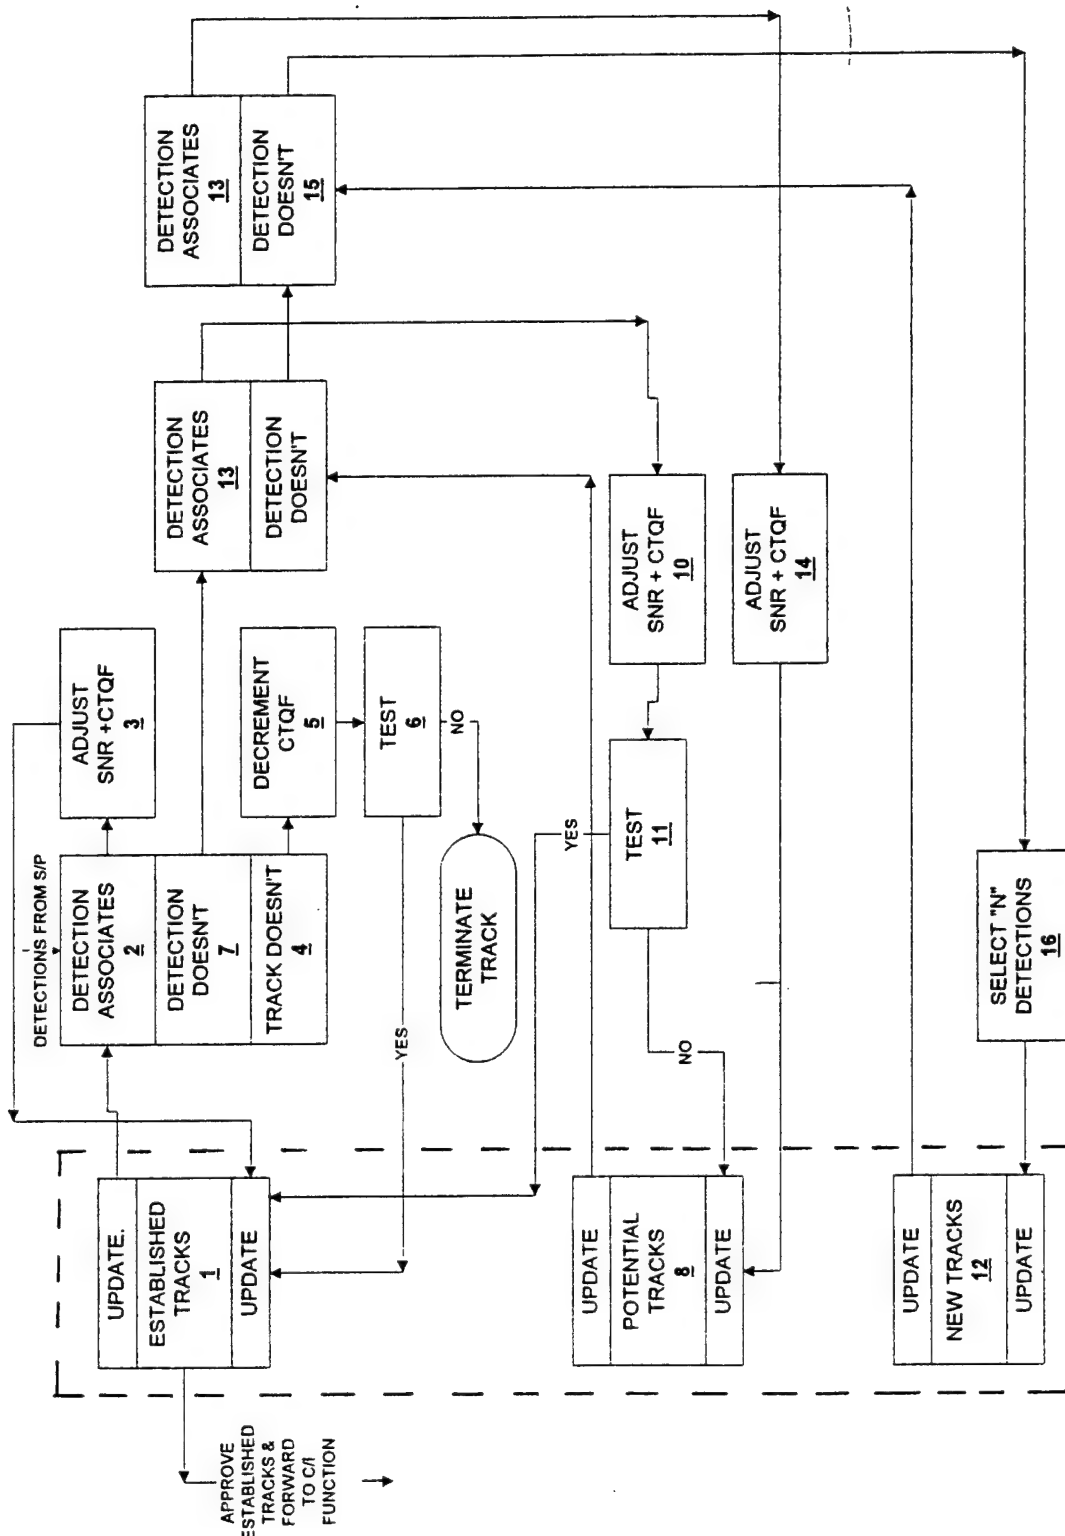 DETECTIONS FROM S/P
APPROVE
ESTABLISHED
TRACKS &
FORWARD
TO C/I
FUNCTION
UPDATE.
ESTABLISHED
TRACKS
1
UPDATE
DETECTION
ASSOCIATES
2
DETECTION
DOESN'T
7
TRACK DOESN'T
4
ADJUST
SNR +CTQF
3
DECREMENT
CTQF
5
TEST
6
YES
NO
TERMINATE
TRACK
DETECTION
ASSOCIATES
13
DETECTION
DOESN'T
DETECTION
ASSOCIATES
13
DETECTION
DOESN'T
15
UPDATE
POTENTIAL
TRACKS
8
UPDATE
YES
NO
TEST
11
ADJUST
SNR + CTQF
10
ADJUST
SNR + CTQF
14
UPDATE
NEW TRACKS
12
UPDATE
SELECT "N"
DETECTIONS
16